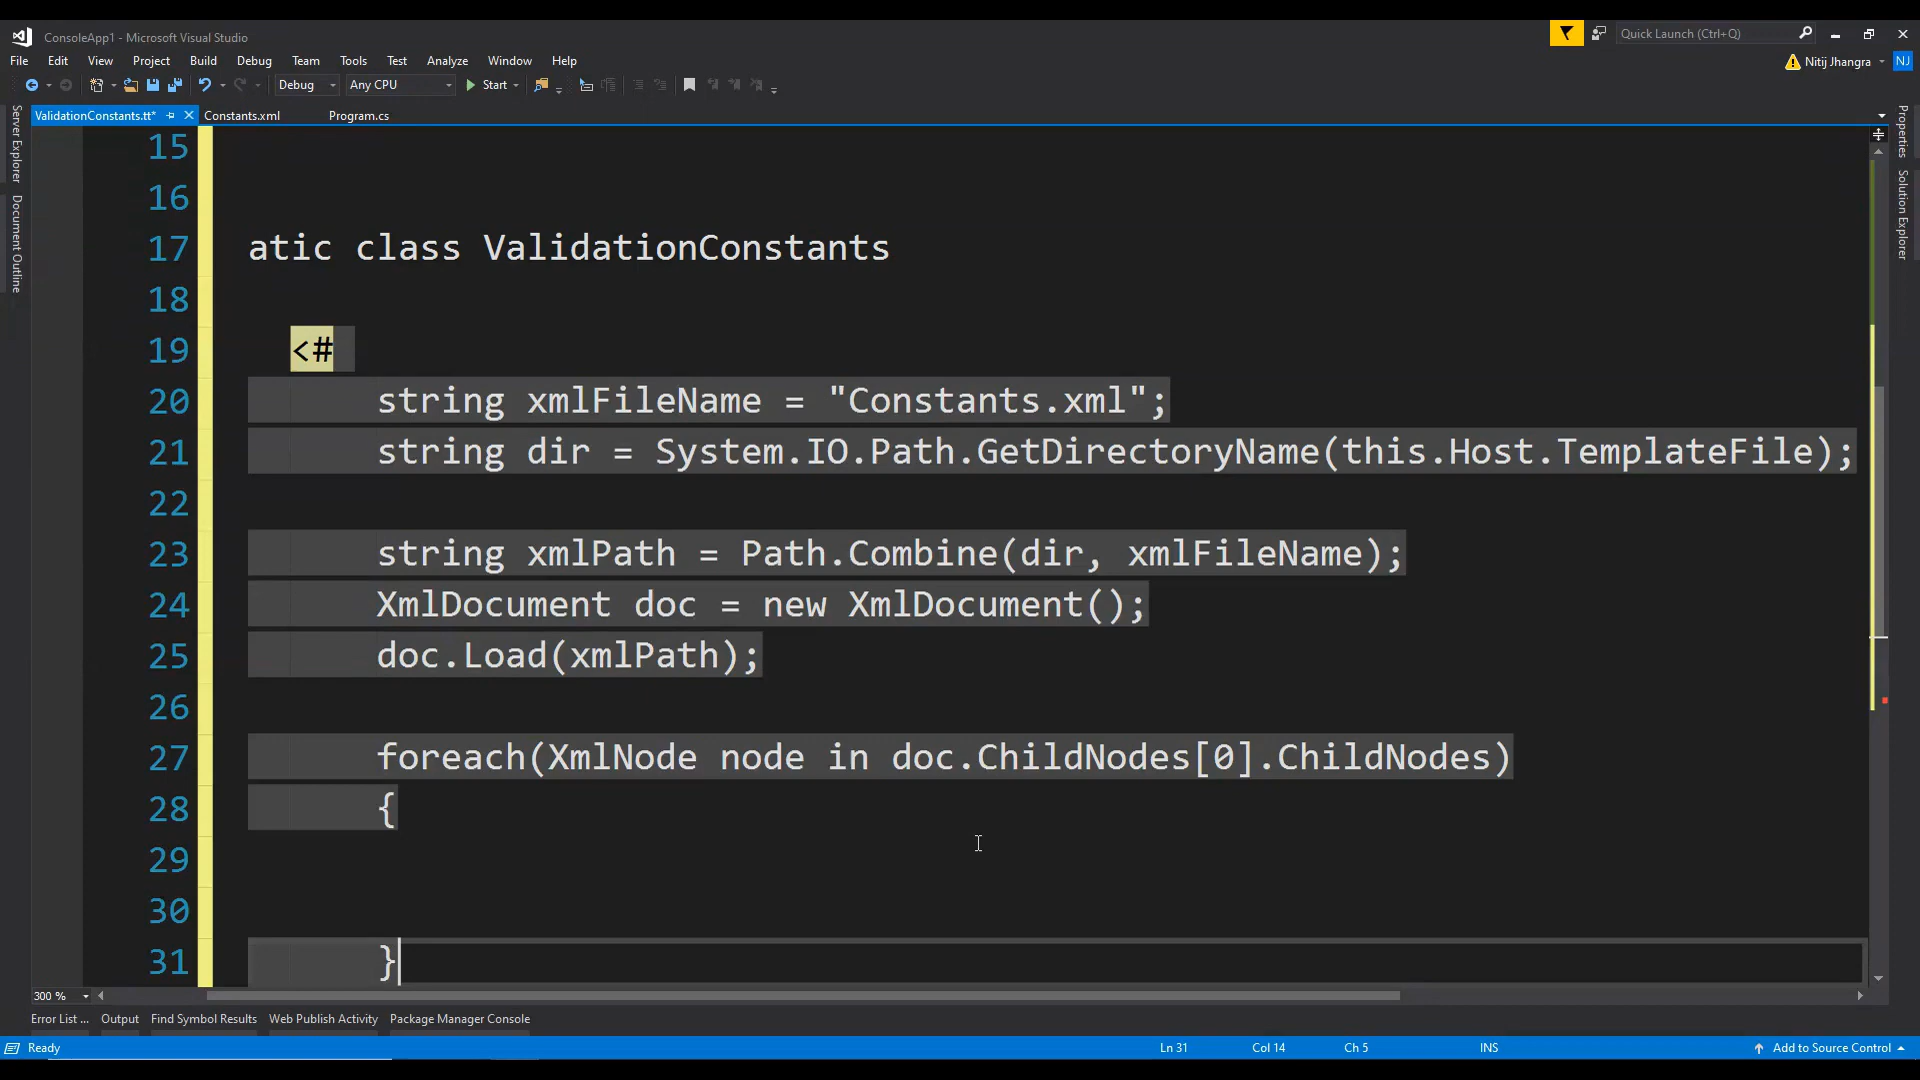 ConsoleApp1 - Microsoft Visual Studio
Quick Launch (Ctrl+Q)
File Edit View Project Build Debug Team Tools Test Analyze Window Help
Nitij Jhangra NJ
Debug Any CPU Start
ValidationConstants.tt* Constants.xml Program.cs
Server Explorer
Document Outline
Properties
Solution Explorer
15
16
17 atic class ValidationConstants
18
19 <#
20 string xmlFileName = "Constants.xml";
21 string dir = System.IO.Path.GetDirectoryName(this.Host.TemplateFile);
22
23 string xmlPath = Path.Combine(dir, xmlFileName);
24 XmlDocument doc = new XmlDocument();
25 doc.Load(xmlPath);
26
27 foreach(XmlNode node in doc.ChildNodes[0].ChildNodes)
28 {
29
30
31 }
300 %
Error List ... Output Find Symbol Results Web Publish Activity Package Manager Console
Ready Ln 31 Col 14 Ch 5 INS Add to Source Control